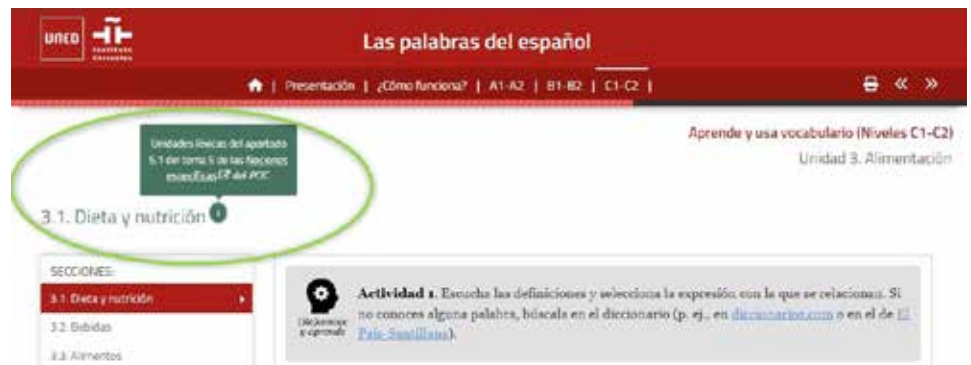 UNED
Instituto
Cervantes
Las palabras del español
Presentación | ¿Cómo funciona? | A1-A2 | B1-B2 | C1-C2 |
Unidades léxicas del apartado
5.1 del tema 5 de las Nociones
específicas del PCIC
Aprende y usa vocabulario (Niveles C1-C2)
Unidad 3. Alimentación
3.1. Dieta y nutrición
SECCIONES:
3.1. Dieta y nutrición
3.2. Bebidas
3.3. Alimentos
Actividad 1. Escucha las definiciones y selecciona la expresión con la que se relacionan. Si
no conoces alguna palabra, búscala en el diccionario (p. ej., en diccionarios.com o en el de El
País-Santillana).
y aprende